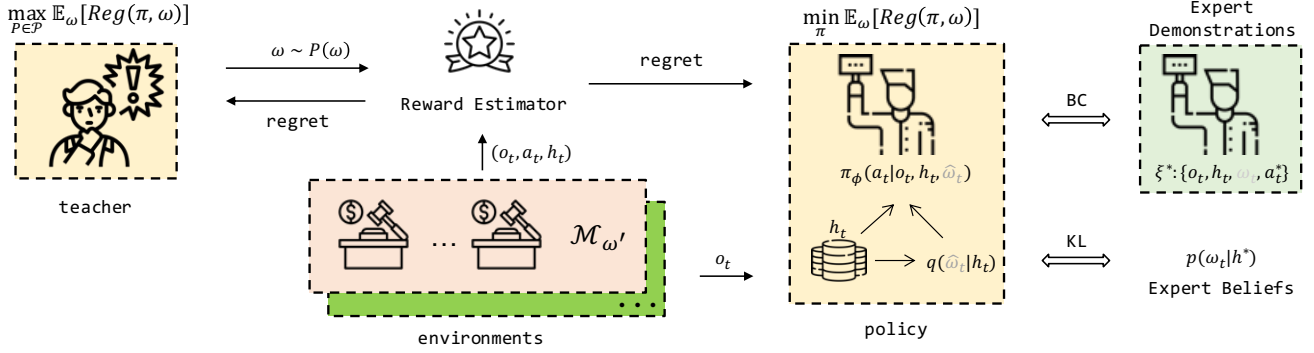 max 𝔼_ω[Reg(π, ω)]
P∈𝒫
teacher
ω ~ P(ω)
regret
Reward Estimator
(o_t, a_t, h_t)
$
...
$
ℳ_ω′
...
environments
regret
o_t
min 𝔼_ω[Reg(π, ω)]
π
π_ϕ(a_t|o_t, h_t, ω̂_t)
h_t
q(ω̂_t|h_t)
policy
BC
KL
Expert
Demonstrations
ξ*:{o_t, h_t, ω_t, a_t*}
p(ω_t|h*)
Expert Beliefs